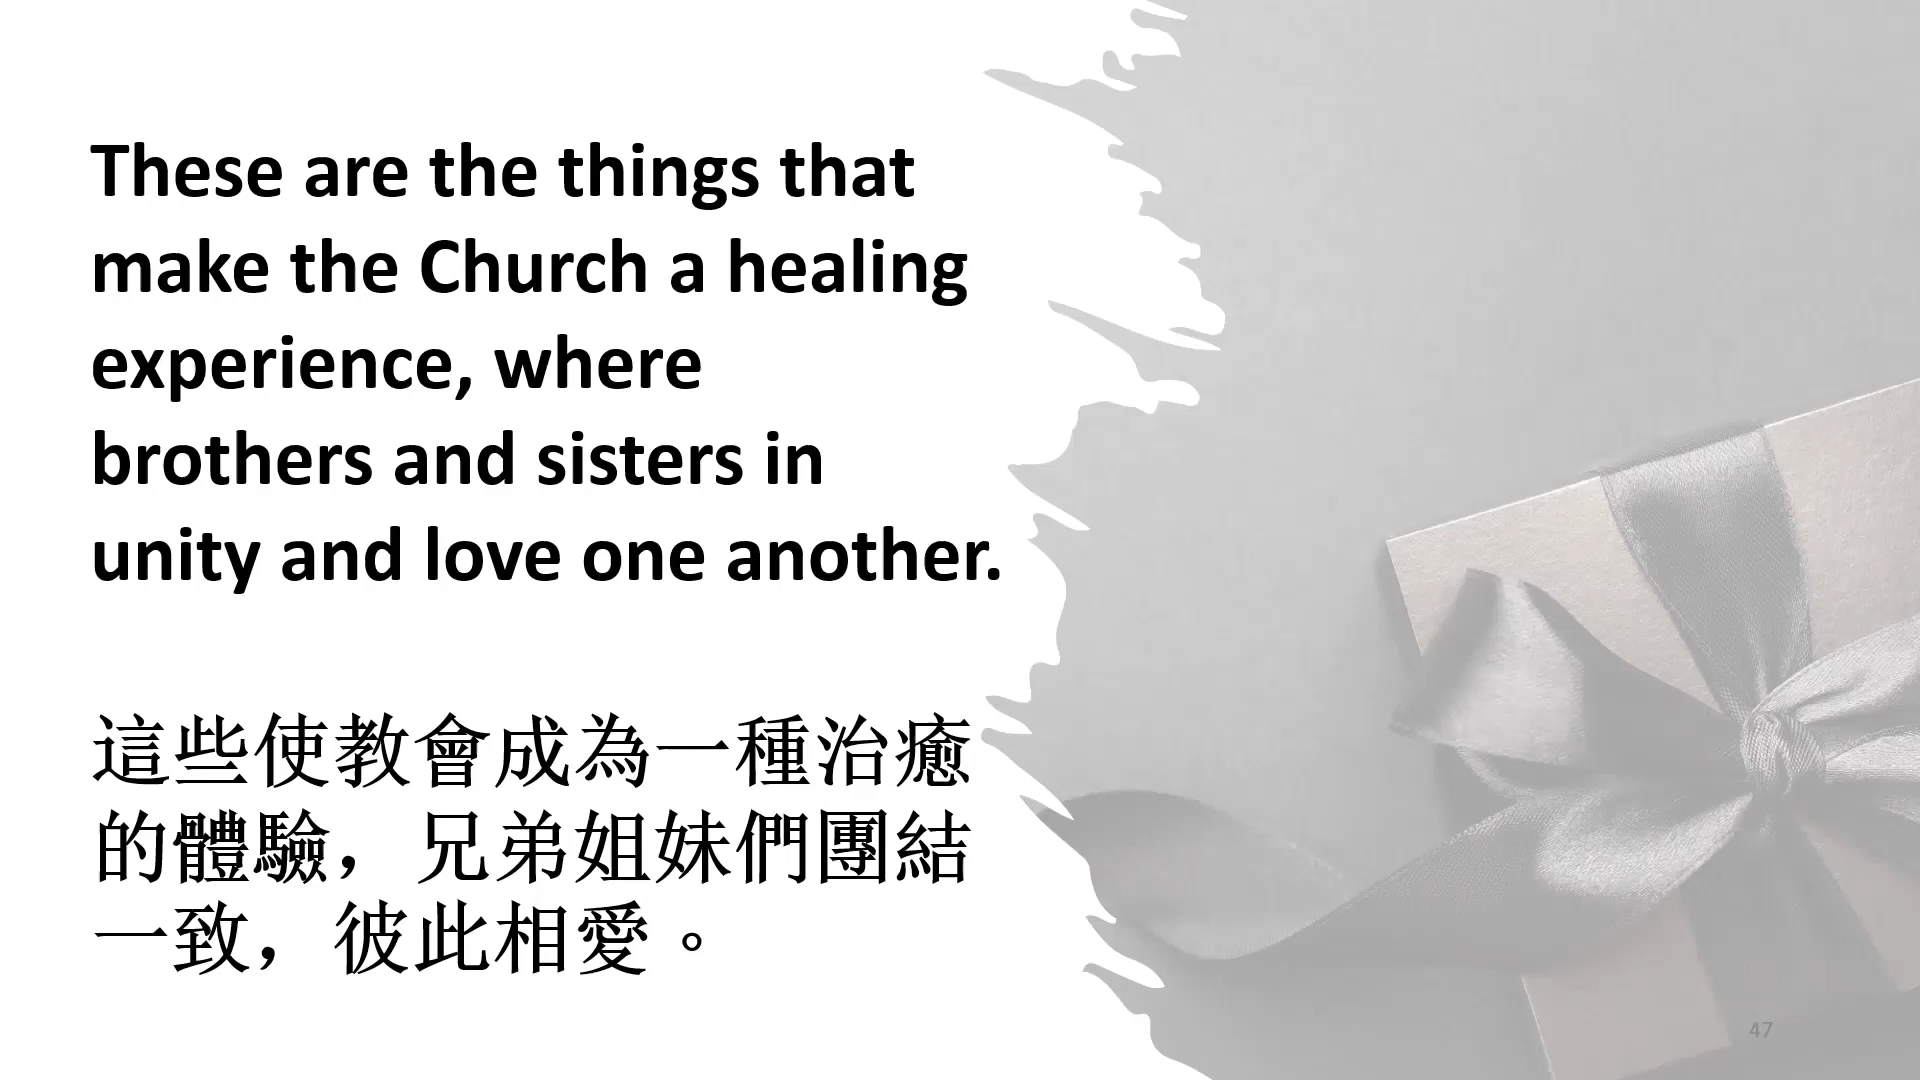 These are the things that
make the Church a healing
experience, where
brothers and sisters in
unity and love one another.
這些使教會成為一種治癒
的體驗，兄弟姐妹們團結
一致，彼此相愛。
47